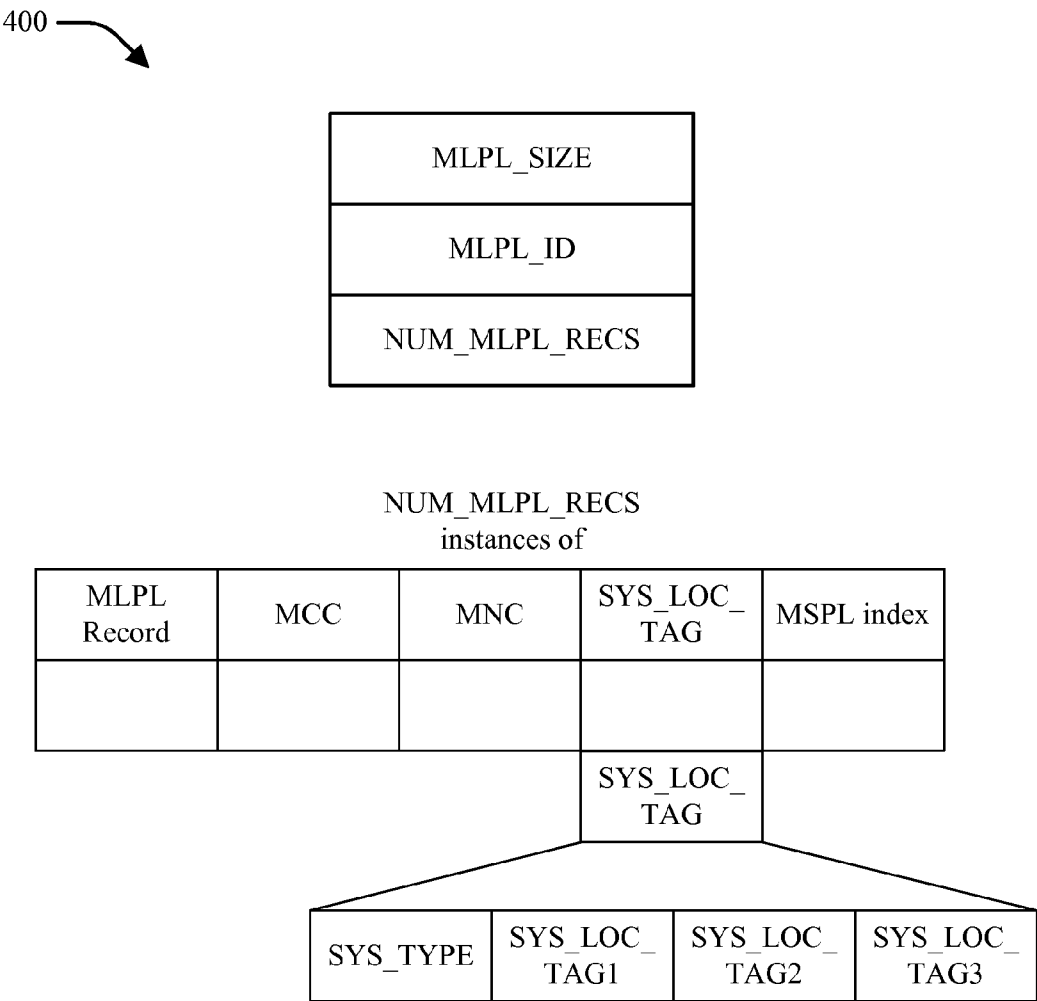 400
MLPL_SIZE
MLPL_ID
NUM_MLPL_RECS
NUM_MLPL_RECS
instances of
MLPL
Record
MCC
MNC
SYS_LOC_
TAG
MSPL index
SYS_LOC_
TAG
SYS_TYPE
SYS_LOC_
TAG1
SYS_LOC_
TAG2
SYS_LOC_
TAG3